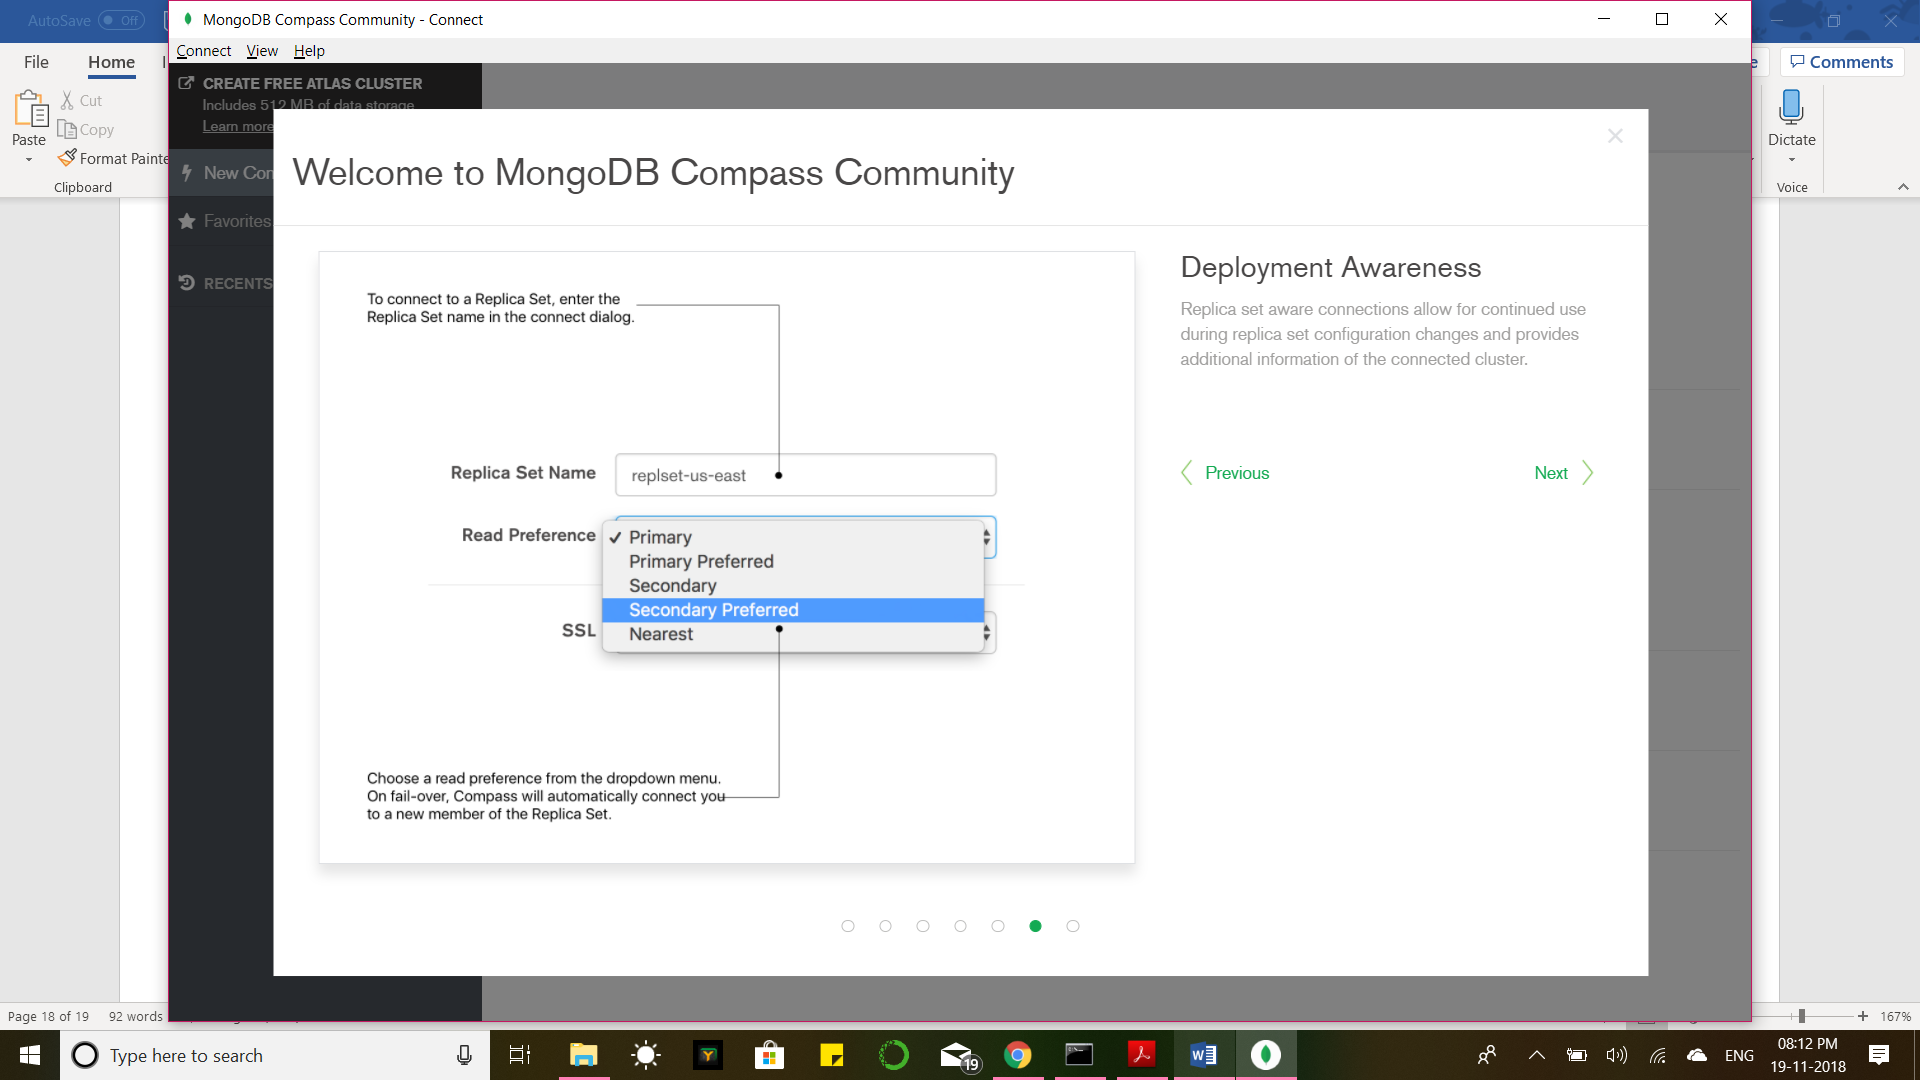 AutoSave Off
MongoDB Compass Community - Connect
Connect View Help
File Home
Comments
CREATE FREE ATLAS CLUSTER
Includes 512 MB of data storage
Learn more
Cut
Copy
Paste
Format Painte
Clipboard
Dictate
Voice
New Con
Favorites
RECENTS
Welcome to MongoDB Compass Community
To connect to a Replica Set, enter the
Replica Set name in the connect dialog.
Replica Set Name replset-us-east
Read Preference
Primary
Primary Preferred
Secondary
Secondary Preferred
Nearest
SSL
Choose a read preference from the dropdown menu.
On fail-over, Compass will automatically connect you
to a new member of the Replica Set.
Deployment Awareness
Replica set aware connections allow for continued use
during replica set configuration changes and provides
additional information of the connected cluster.
Previous Next
Page 18 of 19 92 words
167%
Type here to search
19
ENG
08:12 PM
19-11-2018